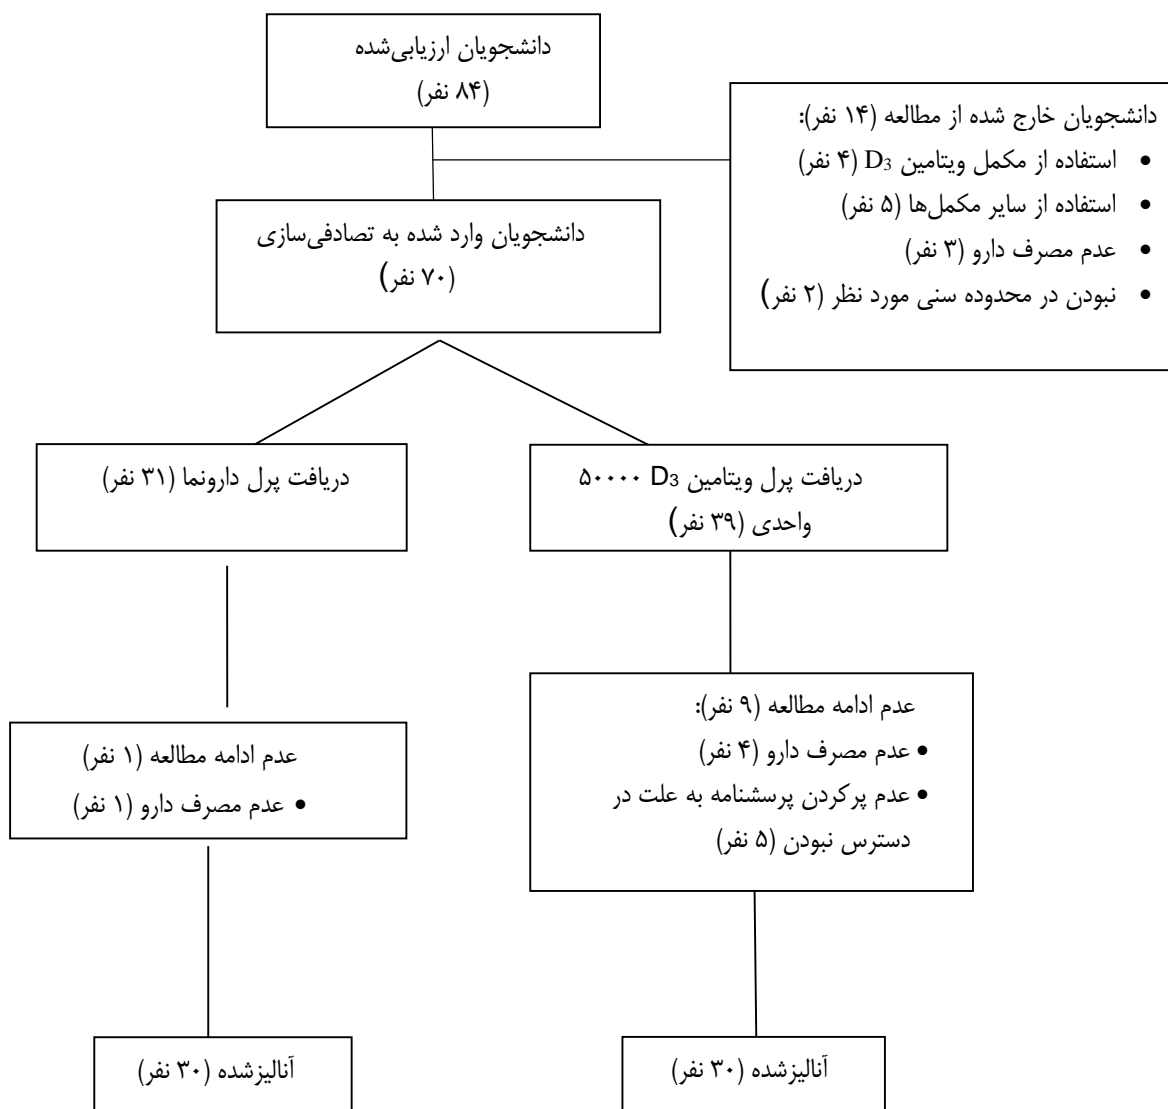 دانشجویان ارزیابی‌شده
(۸۴ نفر)
دانشجویان خارج شده از مطالعه (۱۴ نفر):
• استفاده از مکمل ویتامین D₃ (۴ نفر)
• استفاده از سایر مکمل‌ها (۵ نفر)
• عدم مصرف دارو (۳ نفر)
• نبودن در محدوده سنی مورد نظر (۲ نفر)
دانشجویان وارد شده به تصادفی‌سازی
(۷۰ نفر)
دریافت پرل ویتامین D₃ ۵۰۰۰۰
واحدی (۳۹ نفر)
دریافت پرل دارونما (۳۱ نفر)
عدم ادامه مطالعه (۹ نفر):
• عدم مصرف دارو (۴ نفر)
• عدم پرکردن پرسشنامه به علت در
دسترس نبودن (۵ نفر)
عدم ادامه مطالعه (۱ نفر)
• عدم مصرف دارو (۱ نفر)
آنالیزشده (۳۰ نفر)
آنالیزشده (۳۰ نفر)